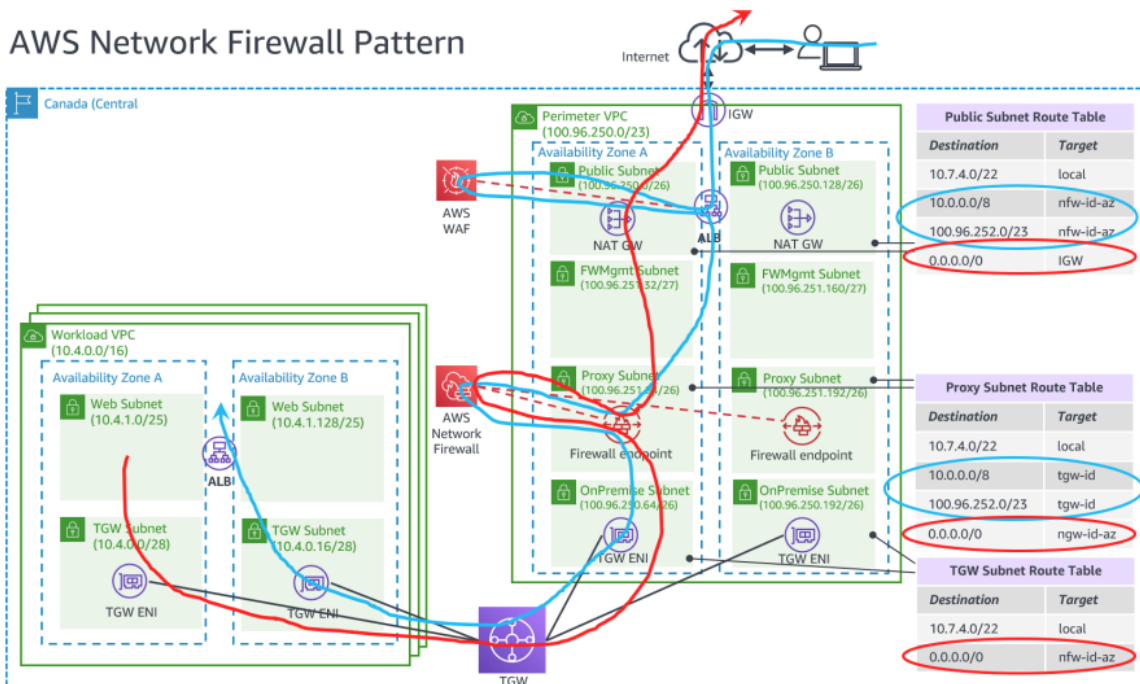 AWS Network Firewall Pattern
Internet
Canada (Central
Perimeter VPC
(100.96.250.0/23)
IGW
Availability Zone A
Availability Zone B
Public Subnet
(100.96.250.0/26)
NAT GW
Public Subnet
(100.96.250.128/26)
NAT GW
ALB
AWS
WAF
FWMgmt Subnet
(100.96.251.32/27)
FWMgmt Subnet
(100.96.251.160/27)
Proxy Subnet
/26)
Proxy Subnet
(100.96.251.192/26)
AWS
Network
Firewall
Firewall endpoint
Firewall endpoint
OnPremise Subnet
(100.96.250.64/26)
TGW ENI
OnPremise Subnet
(100.96.250.192/26)
TGW ENI
Workload VPC
(10.4.0.0/16)
Availability Zone A
Availability Zone B
Web Subnet
(10.4.1.0/25)
Web Subnet
(10.4.1.128/25)
ALB
TGW Subnet
(10.4.0.0/28)
TGW ENI
TGW Subnet
(10.4.0.16/28)
TGW ENI
TGW
Public Subnet Route Table
Destination Target
10.7.4.0/22 local
10.0.0.0/8 nfw-id-az
100.96.252.0/23 nfw-id-az
0.0.0.0/0 IGW
Proxy Subnet Route Table
Destination Target
10.7.4.0/22 local
10.0.0.0/8 tgw-id
100.96.252.0/23 tgw-id
0.0.0.0/0 ngw-id-az
TGW Subnet Route Table
Destination Target
10.7.4.0/22 local
0.0.0.0/0 nfw-id-az